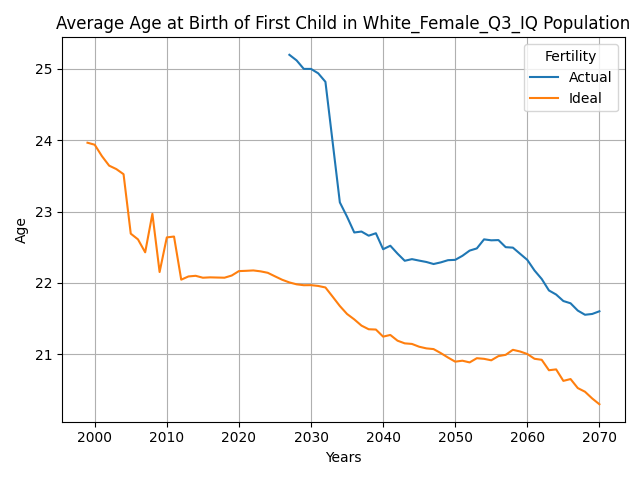 Average Age at Birth of First Child in White_Female_Q3_IQ Population
Fertility
Actual
Ideal
25
24
23
22
21
Age
2000 2010 2020 2030 2040 2050 2060 2070
Years